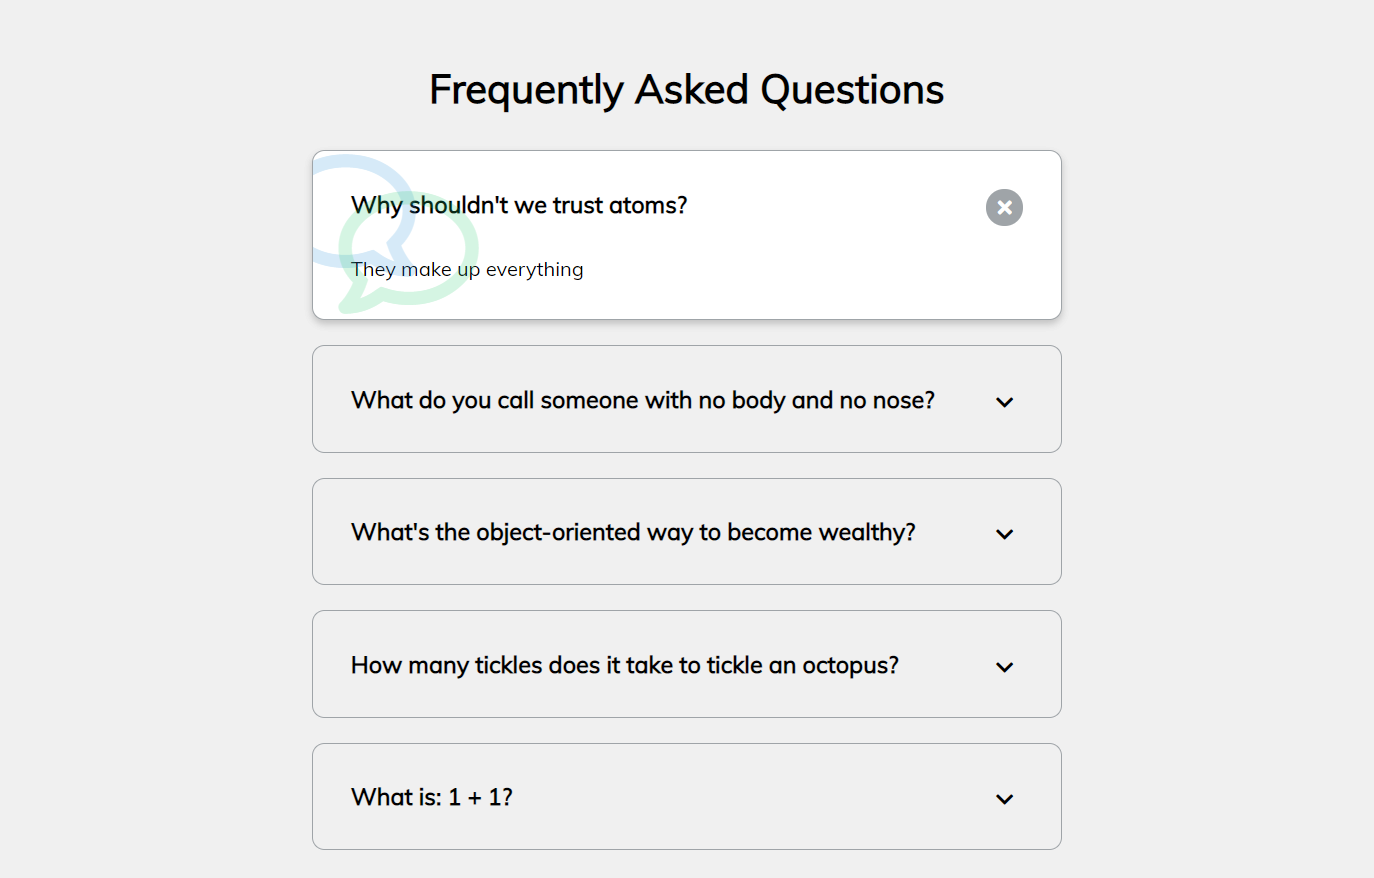 Frequently Asked Questions
Why shouldn't we trust atoms?
They make up everything
What do you call someone with no body and no nose?
What's the object-oriented way to become wealthy?
How many tickles does it take to tickle an octopus?
What is: 1 + 1?